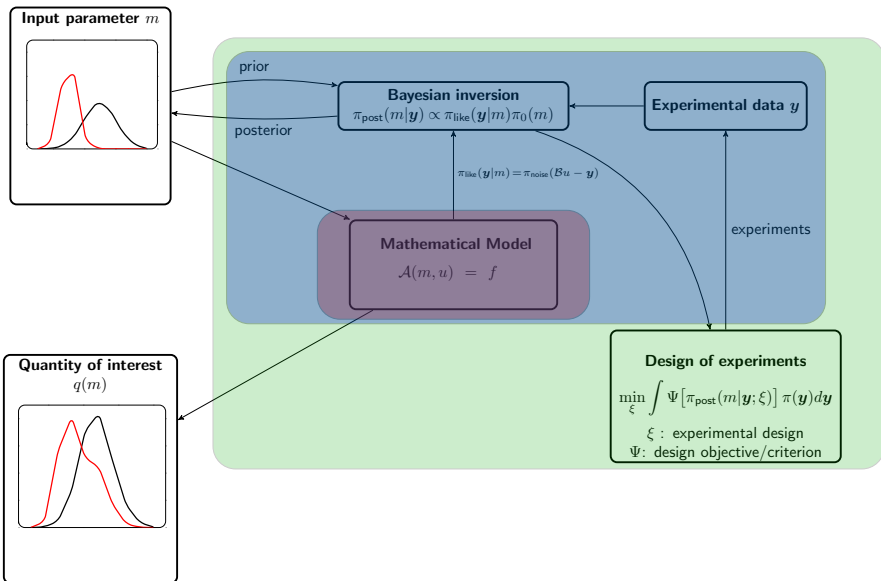 Input parameter m
prior
posterior
Bayesian inversion
π_post(m|y) ∝ π_like(y|m)π_0(m)
Experimental data y
π_like(y|m) = π_noise(ℬu − y)
experiments
Mathematical Model
𝒜(m, u) = f
Quantity of interest
q(m)
Design of experiments
min_ξ ∫ Ψ[π_post(m|y; ξ)] π(y)dy
ξ : experimental design
Ψ: design objective/criterion